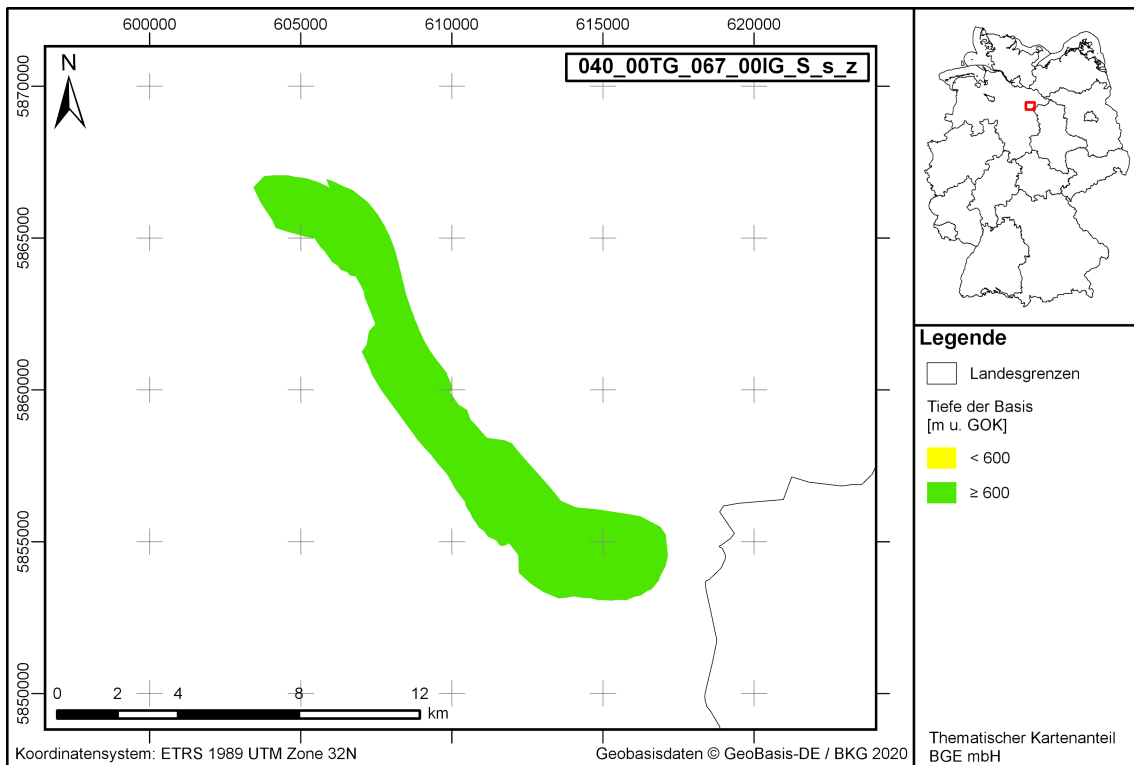 600000 605000 610000 615000 620000
5870000
5865000
5860000
5855000
5850000
N
040_00TG_067_00IG_S_s_z
0 2 4 8 12
km
Koordinatensystem: ETRS 1989 UTM Zone 32N
Geobasisdaten © GeoBasis-DE / BKG 2020
Legende
Landesgrenzen
Tiefe der Basis
[m u. GOK]
< 600
≥ 600
Thematischer Kartenanteil
BGE mbH